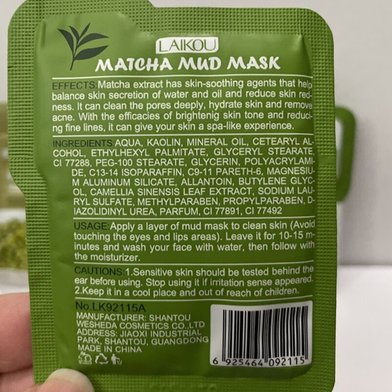 LAIKOU
MATCHA MUD MASK
EFFECTS:Matcha extract has skin-soothing agents that help
balance skin secretion of water and oil and reduce skin red-
ness. It can clean the pores deeply, hydrate skin and remove
acne. With the efficacies of brightenig skin tone and reduci-
ng fine lines, it can give your skin a spa-like experience.
INGREDIENTS:AQUA, KAOLIN, MINERAL OIL, CETEARYL AL-
COHOL, ETHYLHEXYL PALMITATE, GLYCERYL STEARATE,
CI 77288, PEG-100 STEARATE, GLYCERIN, POLYACRYLAMI-
DE, C13-14 ISOPARAFFIN, C9-11 PARETH-6, MAGNESIU-
M ALUMINUM SILICATE, ALLANTOIN, BUTYLENE GLYC-
OL, CAMELLIA SINENSIS LEAF EXTRACT, SODIUM LAU-
RYL SULFATE, METHYLPARABEN, PROPYLPARABEN, D-
IAZOLIDINYL UREA, PARFUM, CI 77891, CI 77492
USAGE:Apply a layer of mud mask to clean skin (Avoid
touching the eyes and lips areas). Leave it for 10-15 m-
inutes and wash your face with water, then follow with
the moisturizer.
CAUTIONS:1.Sensitive skin should be tested behind the
ear before using. Stop using it if irritation sense appeared.
2.Keep it in a cool place and out of reach of children.
No.LK92115A
MANUFACTURER: SHANTOU
WESHEDA COSMETICS CO.,LTD
ADDRESS: JIAOXI INDUSTRIAL
PARK, SHANTOU, GUANGDONG
MADE IN CHINA
6 925464 092115